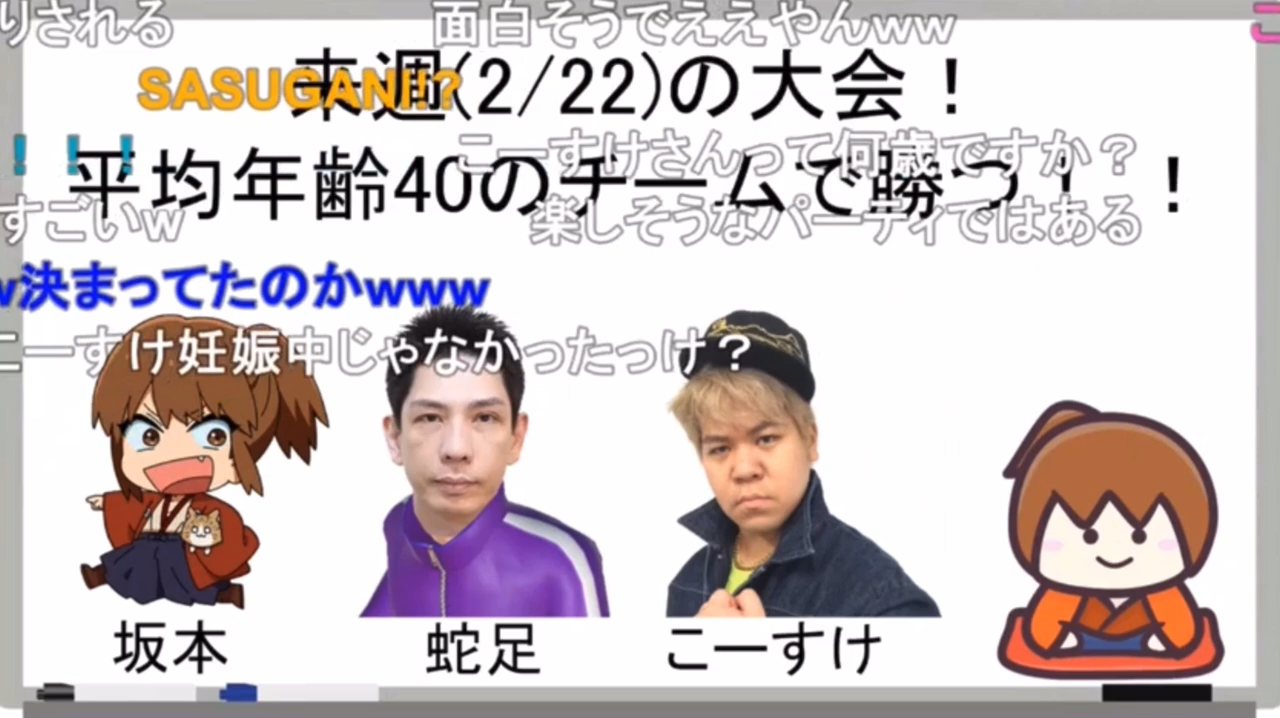 りされる
面白そうでええやんww
こ
来週(2/22)の大会！
SASUGAN!!?
！！！
平均年齢40のチームで勝つ！！
こーすけさんって何歳ですか？
すごいw
楽しそうなパーティではある
w決まってたのかwww
こーすけ妊娠中じゃなかったっけ？
坂本
蛇足
こーすけ